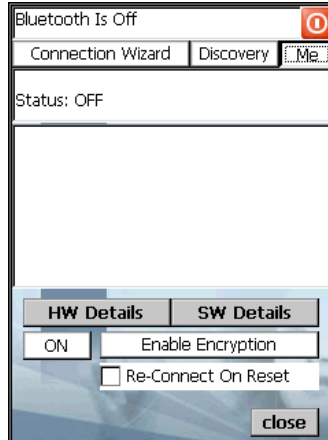 Bluetooth Is Off
Connection Wizard Discovery Me
Status: OFF
HW Details SW Details
ON Enable Encryption
Re-Connect On Reset
close